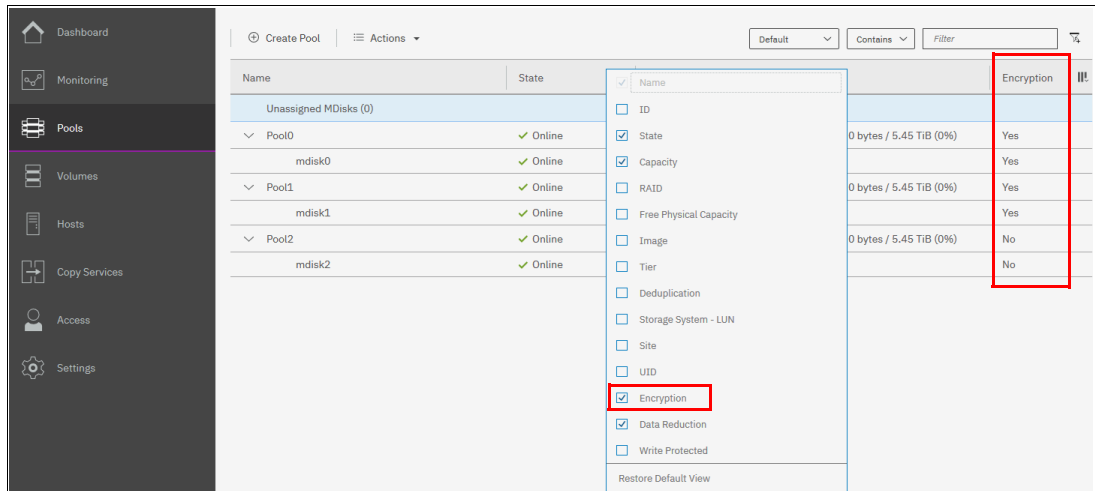 Dashboard
Monitoring
Pools
Volumes
Hosts
Copy Services
Access
Settings
Create Pool Actions Default Contains Filter
Name State Encryption
Unassigned MDisks (0)
Pool0 Online 0 bytes / 5.45 TiB (0%) Yes
mdisk0 Online Yes
Pool1 Online 0 bytes / 5.45 TiB (0%) Yes
mdisk1 Online Yes
Pool2 Online 0 bytes / 5.45 TiB (0%) No
mdisk2 Online No
Name
ID
State
Capacity
RAID
Free Physical Capacity
Image
Tier
Deduplication
Storage System - LUN
Site
UID
Encryption
Data Reduction
Write Protected
Restore Default View